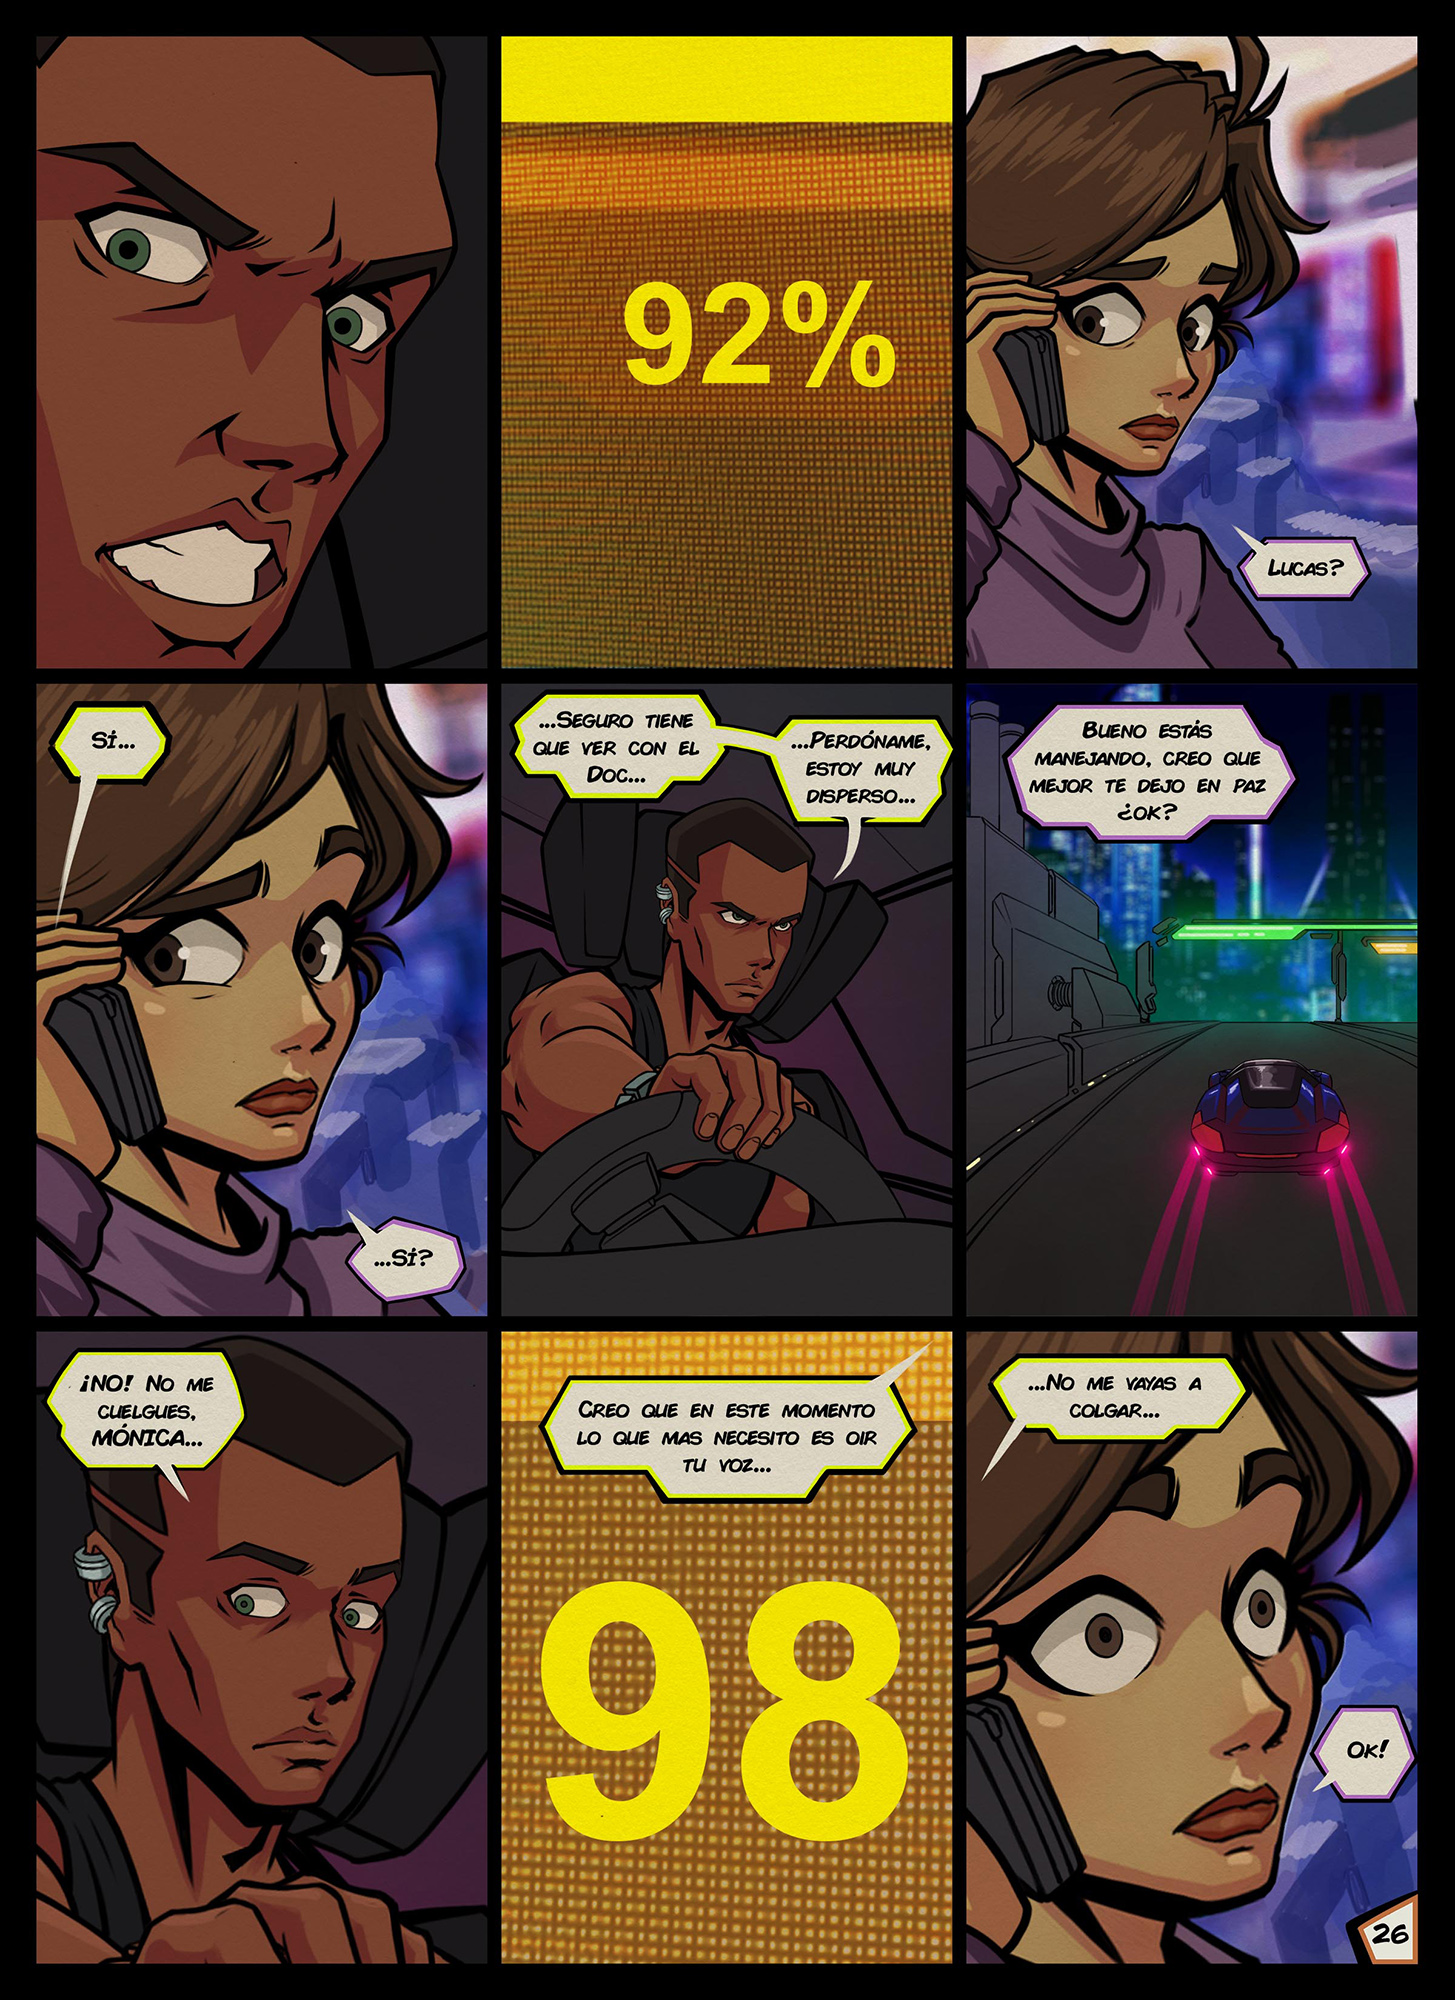 92%
LUCAS?
SÍ...
...SÍ?
...SEGURO TIENE
QUE VER CON EL
DOC...
...PERDÓNAME,
ESTOY MUY
DISPERSO...
BUENO ESTÁS
MANEJANDO, CREO QUE
MEJOR TE DEJO EN PAZ
¿OK?
¡NO! NO ME
CUELGUES,
MÓNICA...
CREO QUE EN ESTE MOMENTO
LO QUE MAS NECESITO ES OIR
TU VOZ...
98
...NO ME VAYAS A
COLGAR...
OK!
26